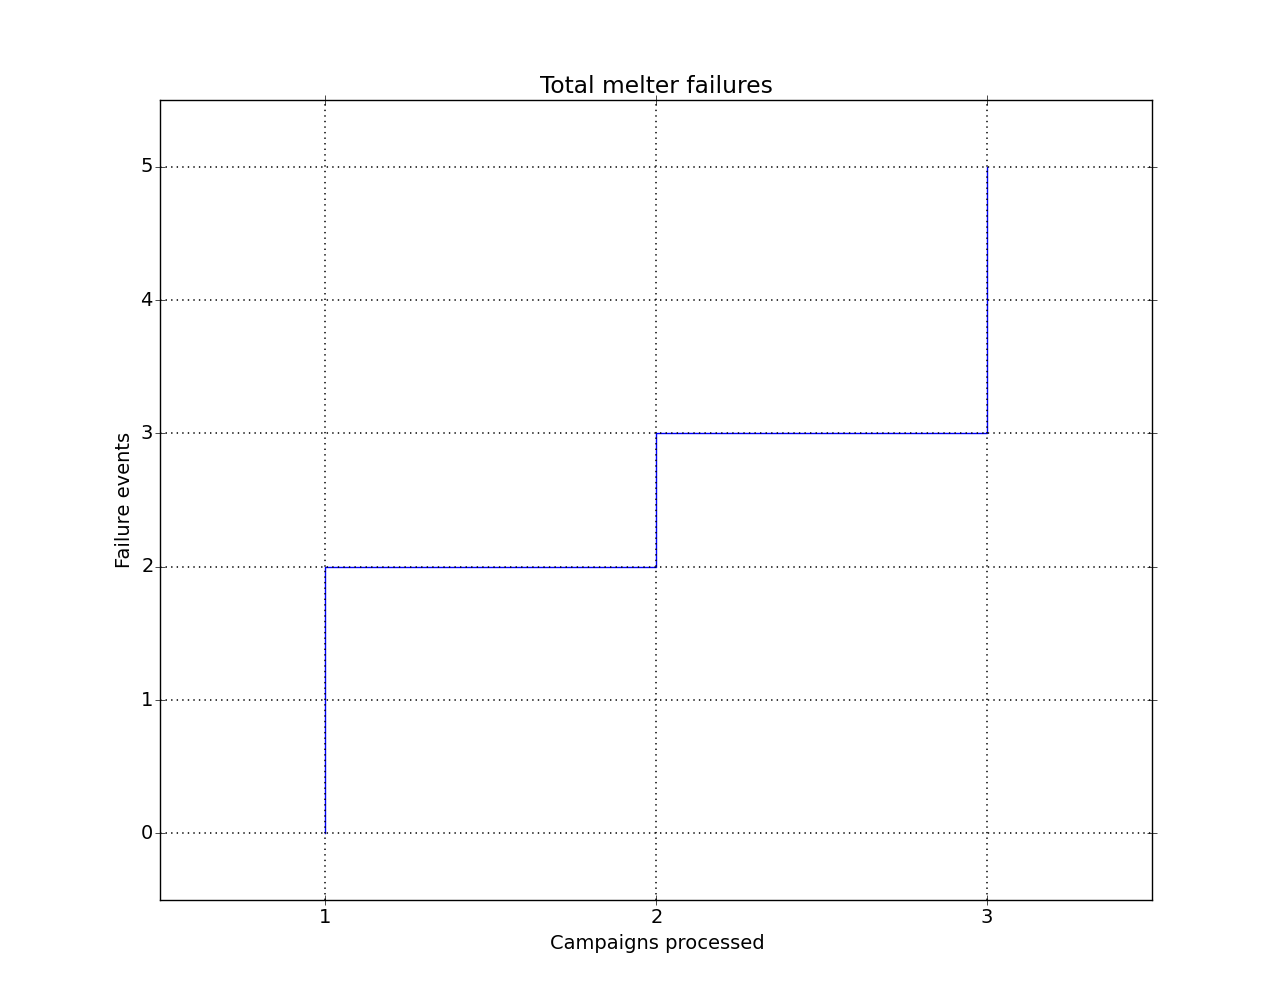 Total melter failures
5
4
3
2
1
0
Failure events
1 2 3
Campaigns processed